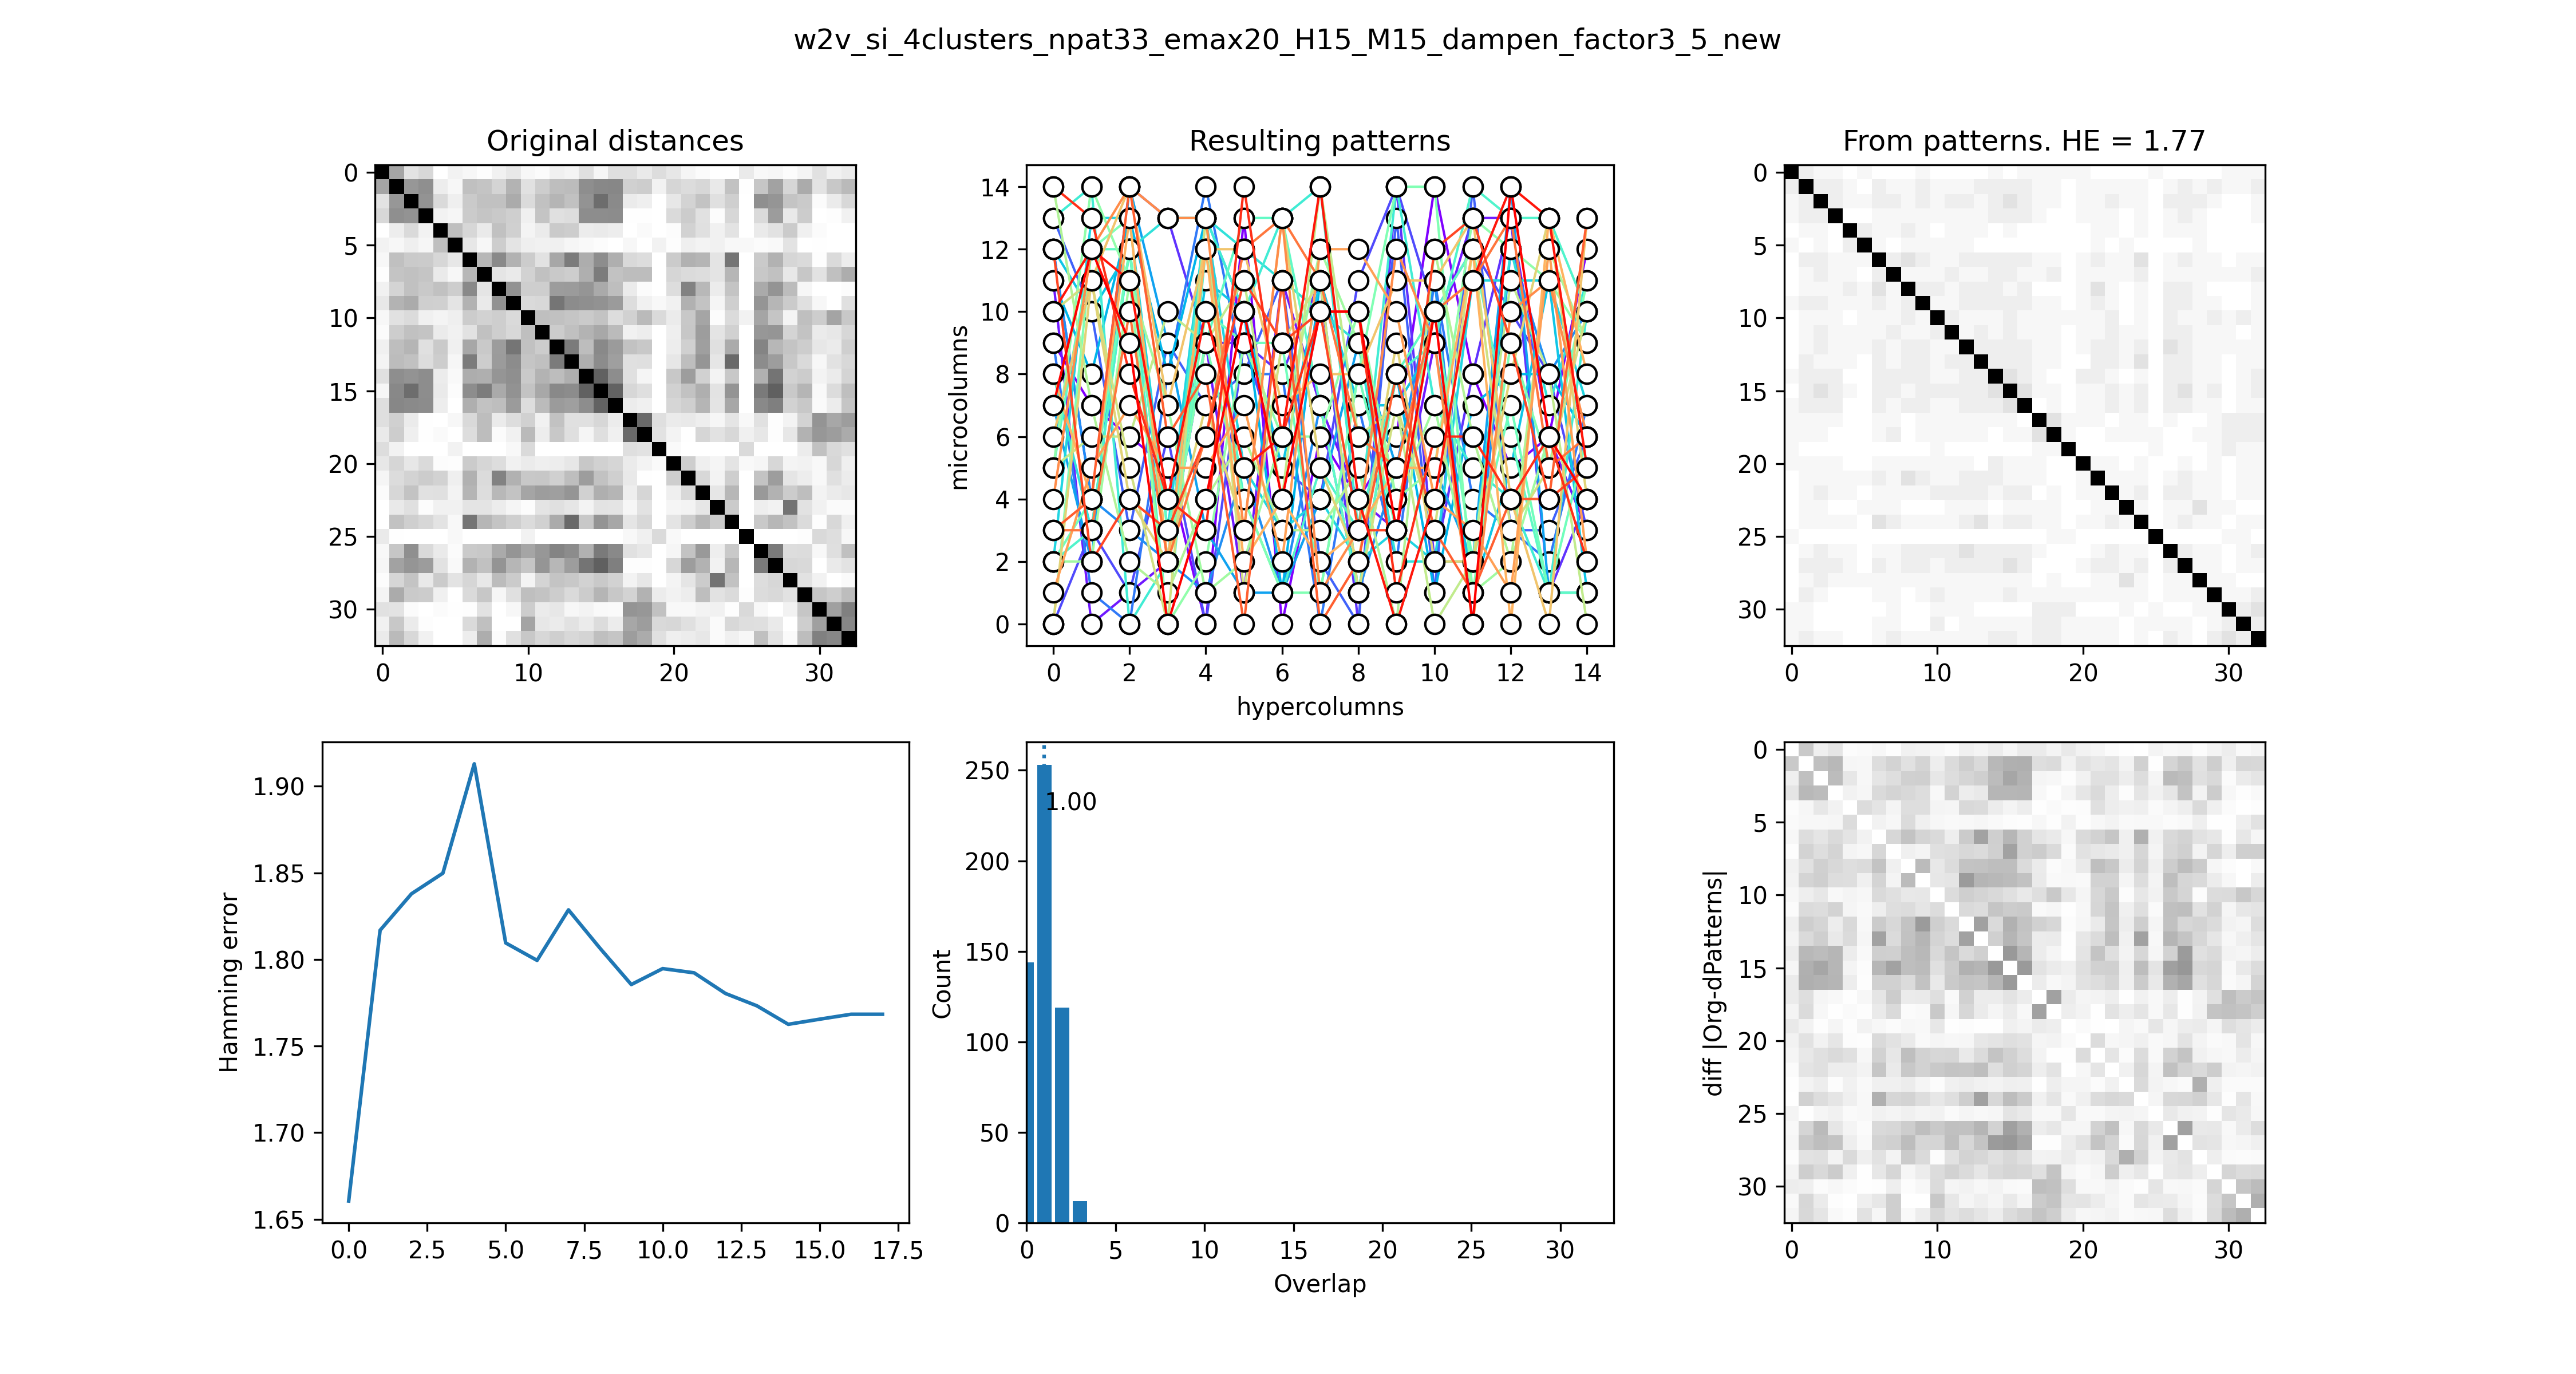 w2v_si_4clusters_npat33_emax20_H15_M15_dampen_factor3_5_new
Original distances
0
5
10
15
20
25
30
0 10 20 30
Resulting patterns
microcolumns
14
12
10
8
6
4
2
0
0 2 4 6 8 10 12 14
hypercolumns
From patterns. HE = 1.77
0
5
10
15
20
25
30
0 10 20 30
Hamming error
1.90
1.85
1.80
1.75
1.70
1.65
0.0 2.5 5.0 7.5 10.0 12.5 15.0 17.5
Count
250
200
150
100
50
0
1.00
0 5 10 15 20 25 30
Overlap
diff |Org-dPatterns|
0
5
10
15
20
25
30
0 10 20 30